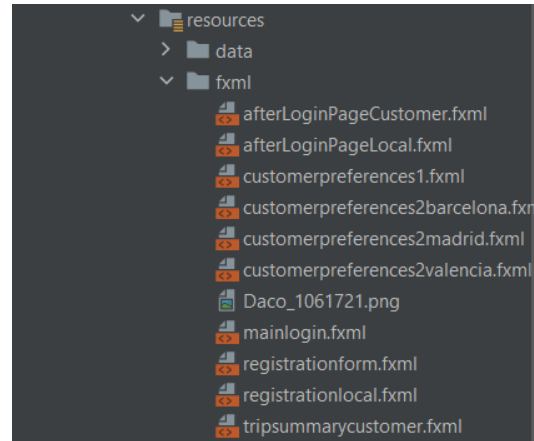 resources
data
fxml
afterLoginPageCustomer.fxml
afterLoginPageLocal.fxml
customerpreferences1.fxml
customerpreferences2barcelona.fxm
customerpreferences2madrid.fxml
customerpreferences2valencia.fxml
Daco_1061721.png
mainlogin.fxml
registrationform.fxml
registrationlocal.fxml
tripsummarycustomer.fxml